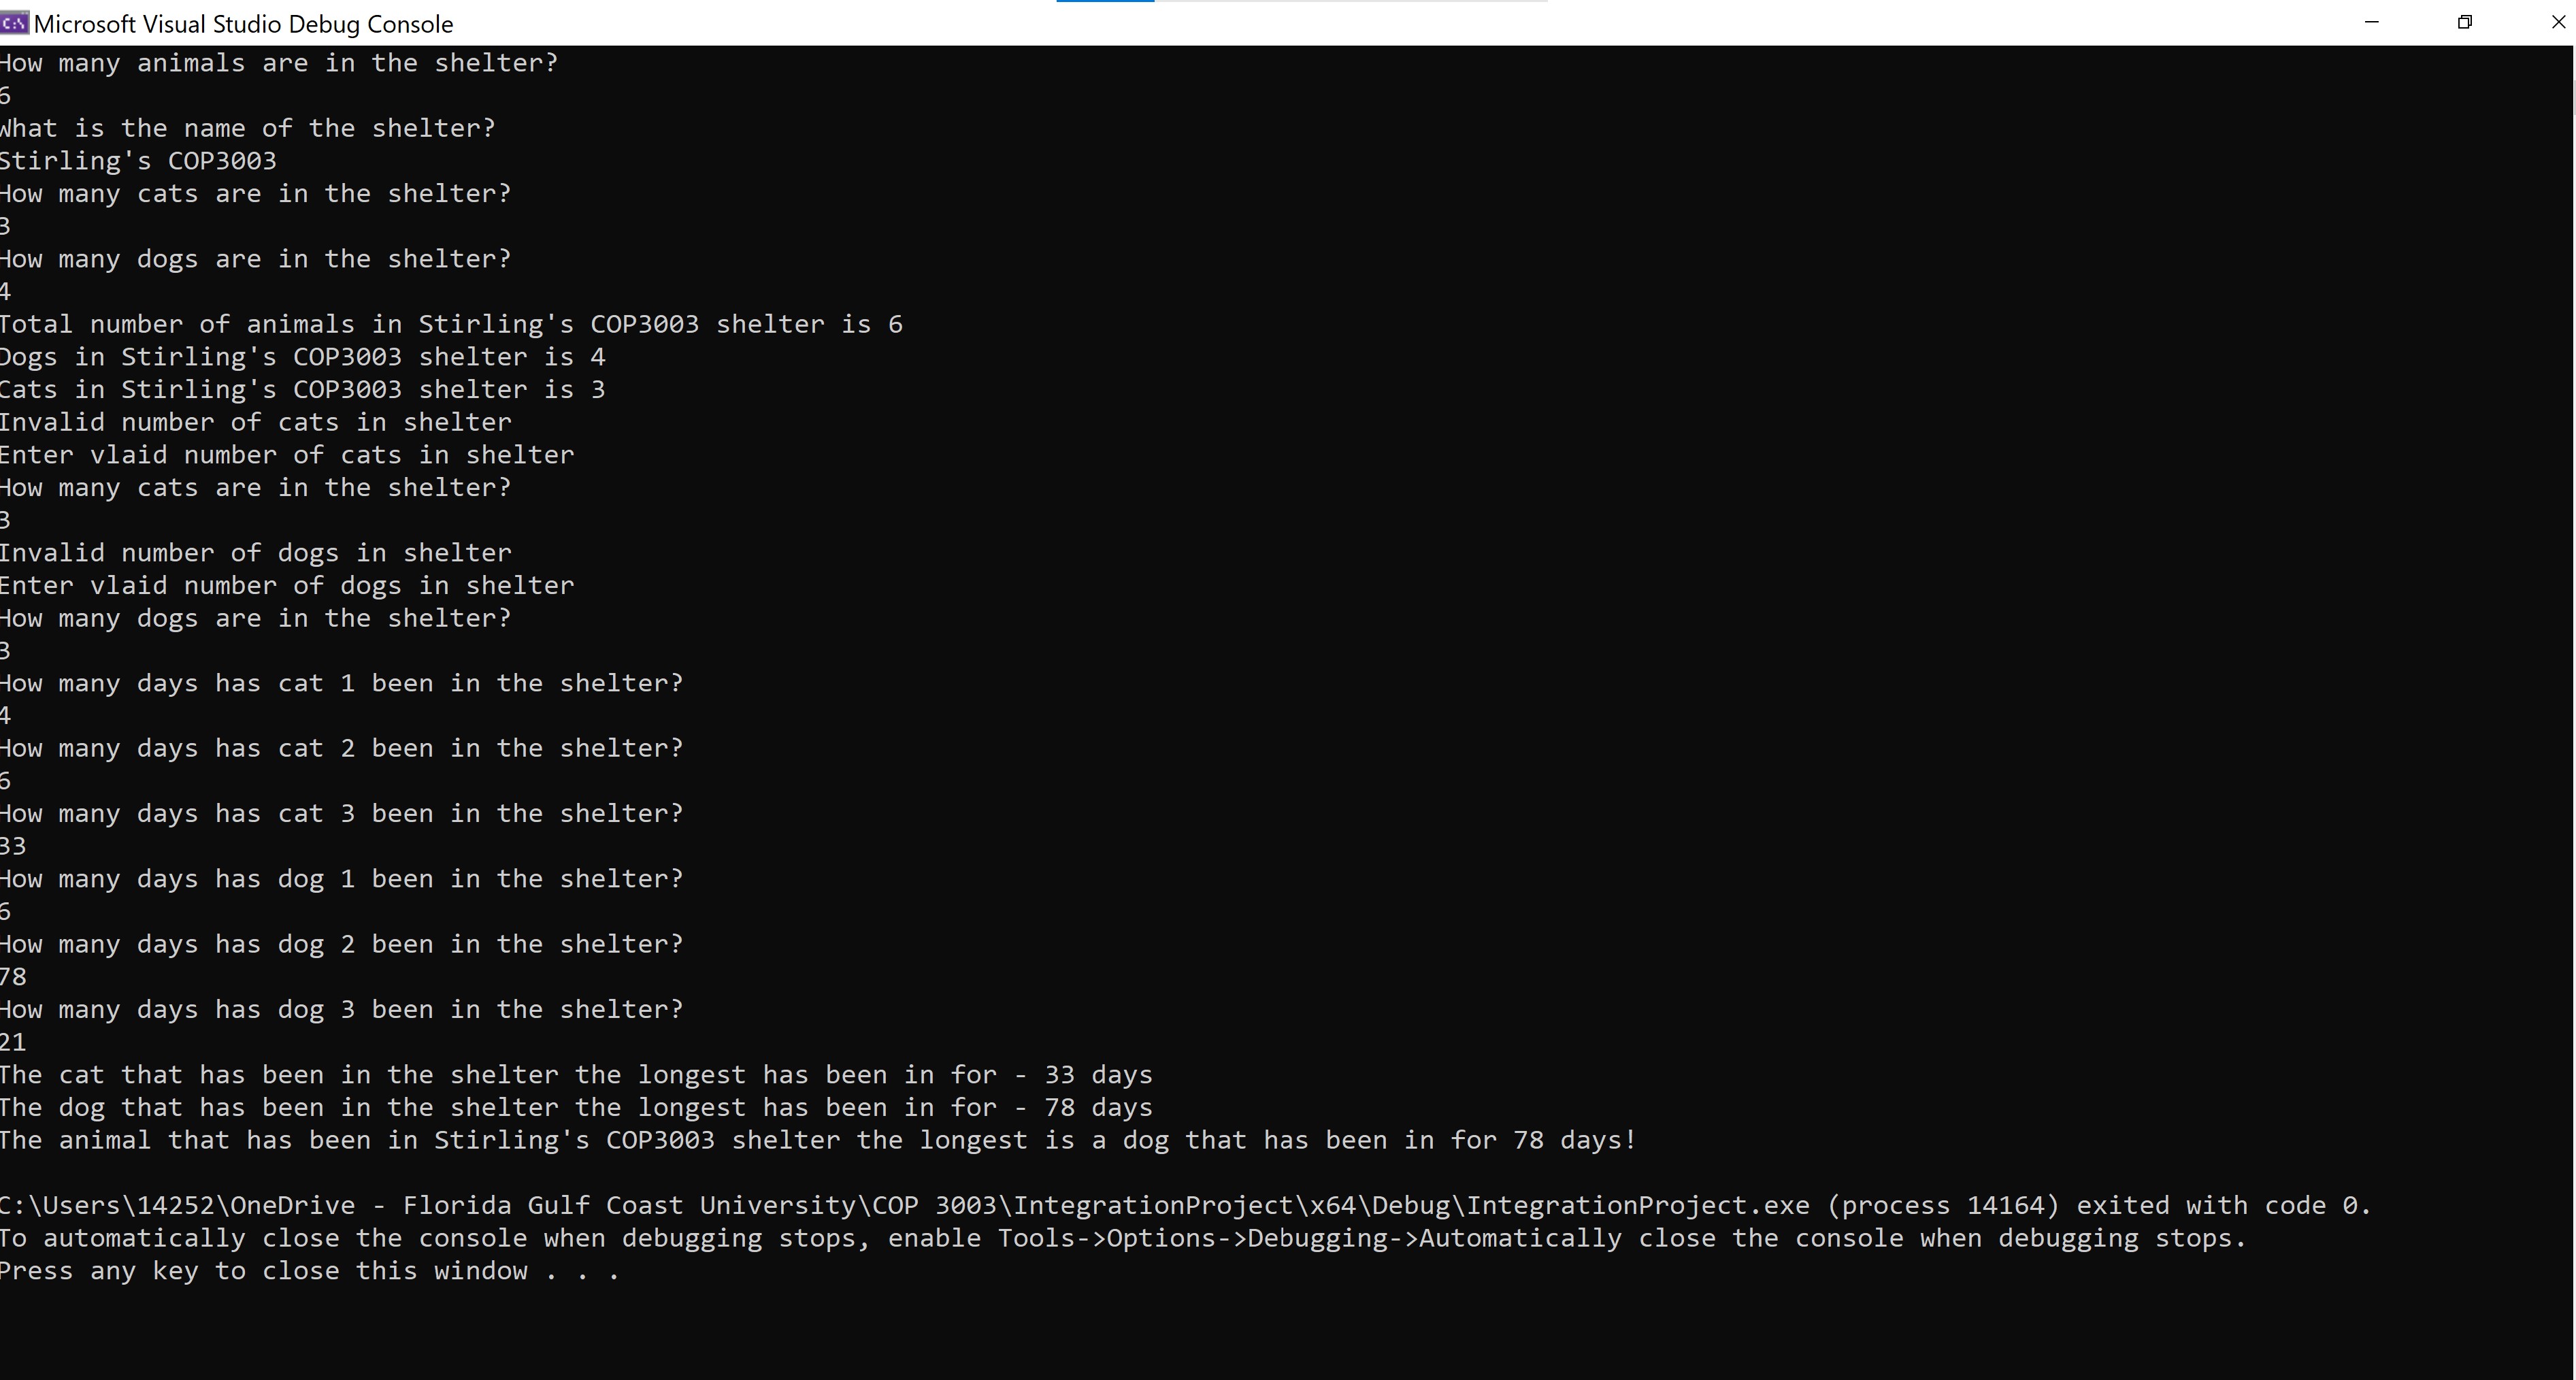 Microsoft Visual Studio Debug Console
How many animals are in the shelter?
6
What is the name of the shelter?
Stirling's COP3003
How many cats are in the shelter?
3
How many dogs are in the shelter?
4
Total number of animals in Stirling's COP3003 shelter is 6
Dogs in Stirling's COP3003 shelter is 4
Cats in Stirling's COP3003 shelter is 3
Invalid number of cats in shelter
Enter vlaid number of cats in shelter
How many cats are in the shelter?
3
Invalid number of dogs in shelter
Enter vlaid number of dogs in shelter
How many dogs are in the shelter?
3
How many days has cat 1 been in the shelter?
4
How many days has cat 2 been in the shelter?
6
How many days has cat 3 been in the shelter?
33
How many days has dog 1 been in the shelter?
6
How many days has dog 2 been in the shelter?
78
How many days has dog 3 been in the shelter?
21
The cat that has been in the shelter the longest has been in for - 33 days
The dog that has been in the shelter the longest has been in for - 78 days
The animal that has been in Stirling's COP3003 shelter the longest is a dog that has been in for 78 days!
C:\Users\14252\OneDrive - Florida Gulf Coast University\COP 3003\IntegrationProject\x64\Debug\IntegrationProject.exe (process 14164) exited with code 0.
To automatically close the console when debugging stops, enable Tools->Options->Debugging->Automatically close the console when debugging stops.
Press any key to close this window . . .